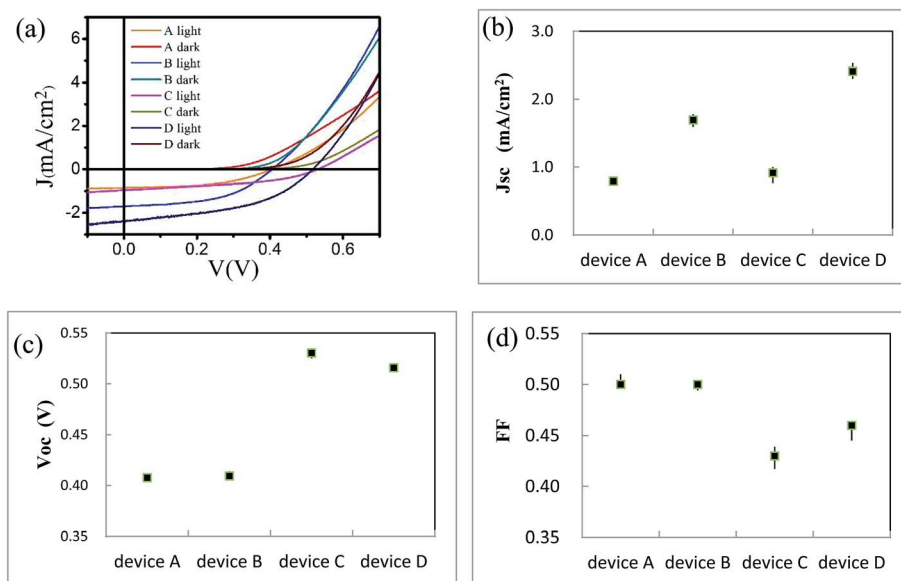 (a)
A light
A dark
B light
B dark
C light
C dark
D light
D dark
6
4
2
0
-2
J(mA/cm²)
0.0 0.2 0.4 0.6
V(V)
(b)
3.0
2.0
1.0
0.0
Jsc (mA/cm²)
device A device B device C device D
(c)
0.55
0.50
0.45
0.40
0.35
Voc (V)
device A device B device C device D
(d)
0.55
0.50
0.45
0.40
0.35
FF
device A device B device C device D